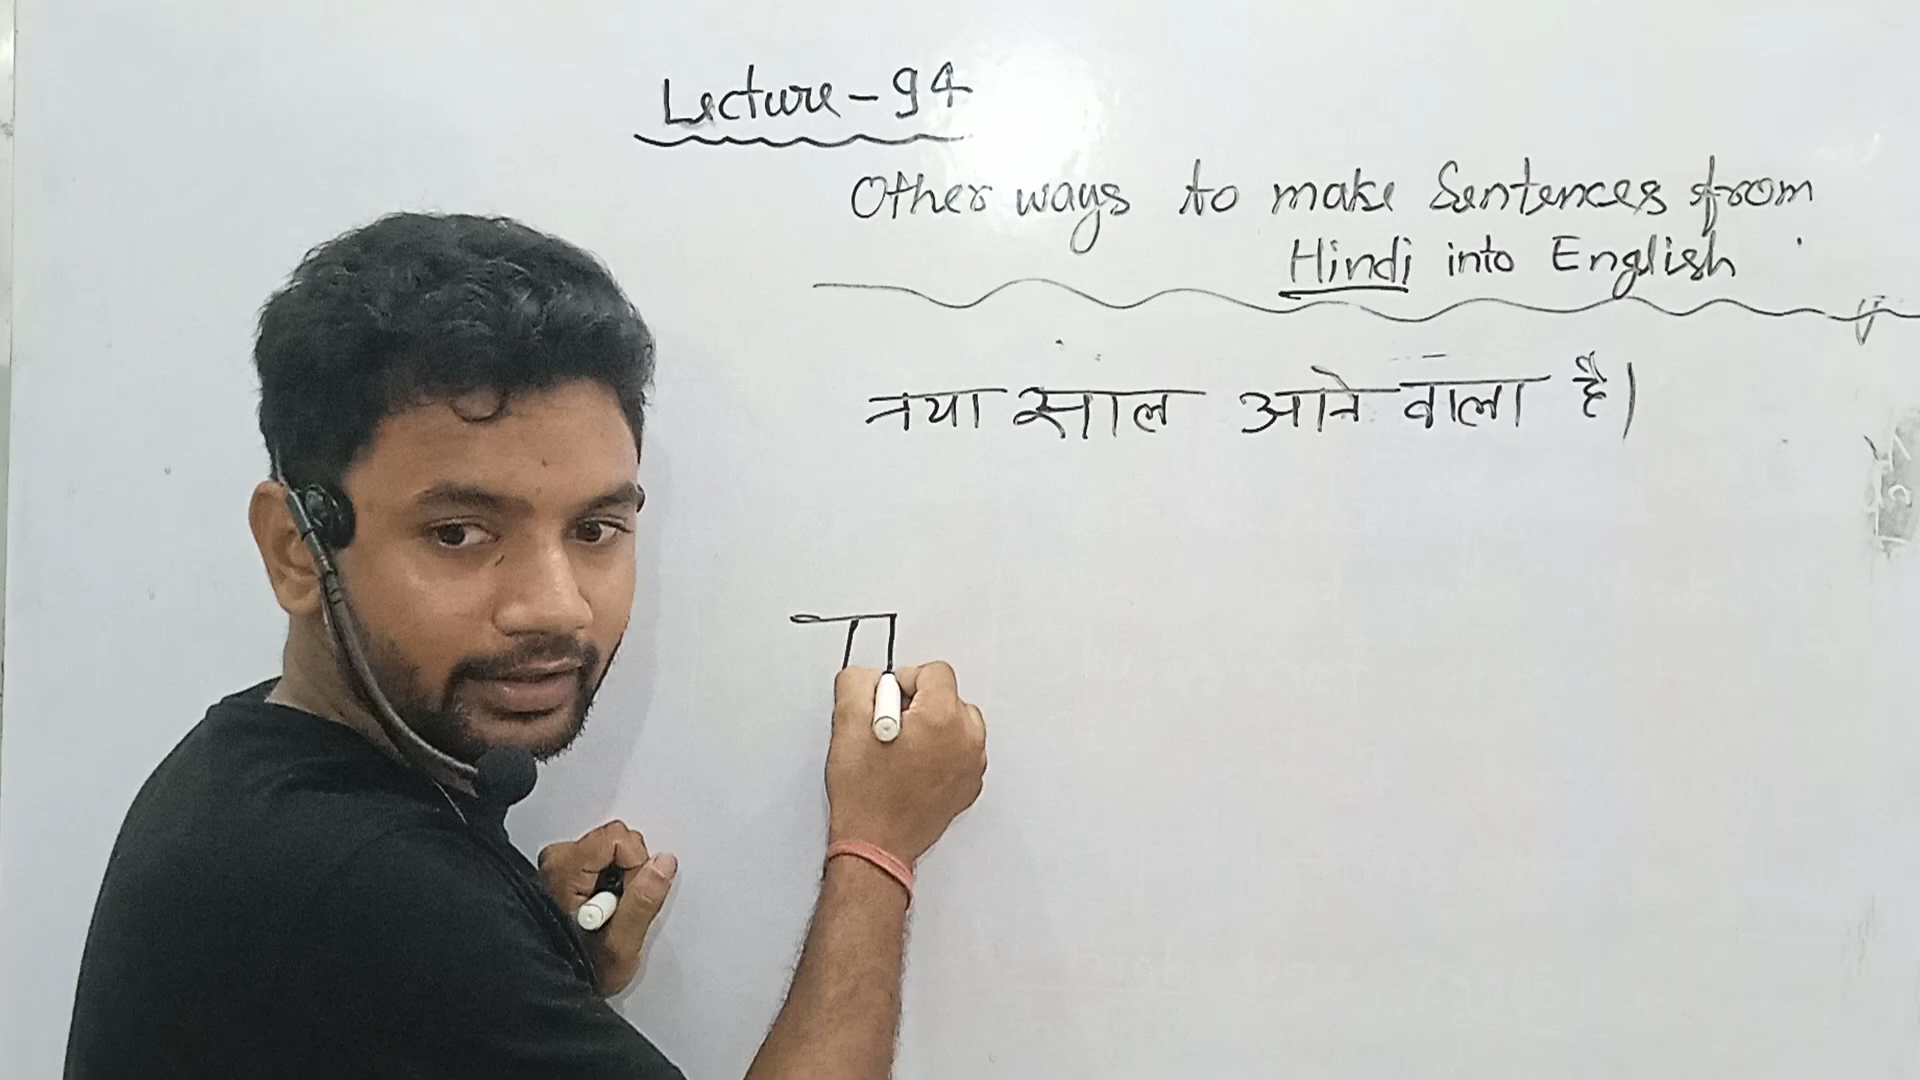 Lecture - 94
Other ways to make Sentences from
Hindi into English
नया साल आने वाला है।